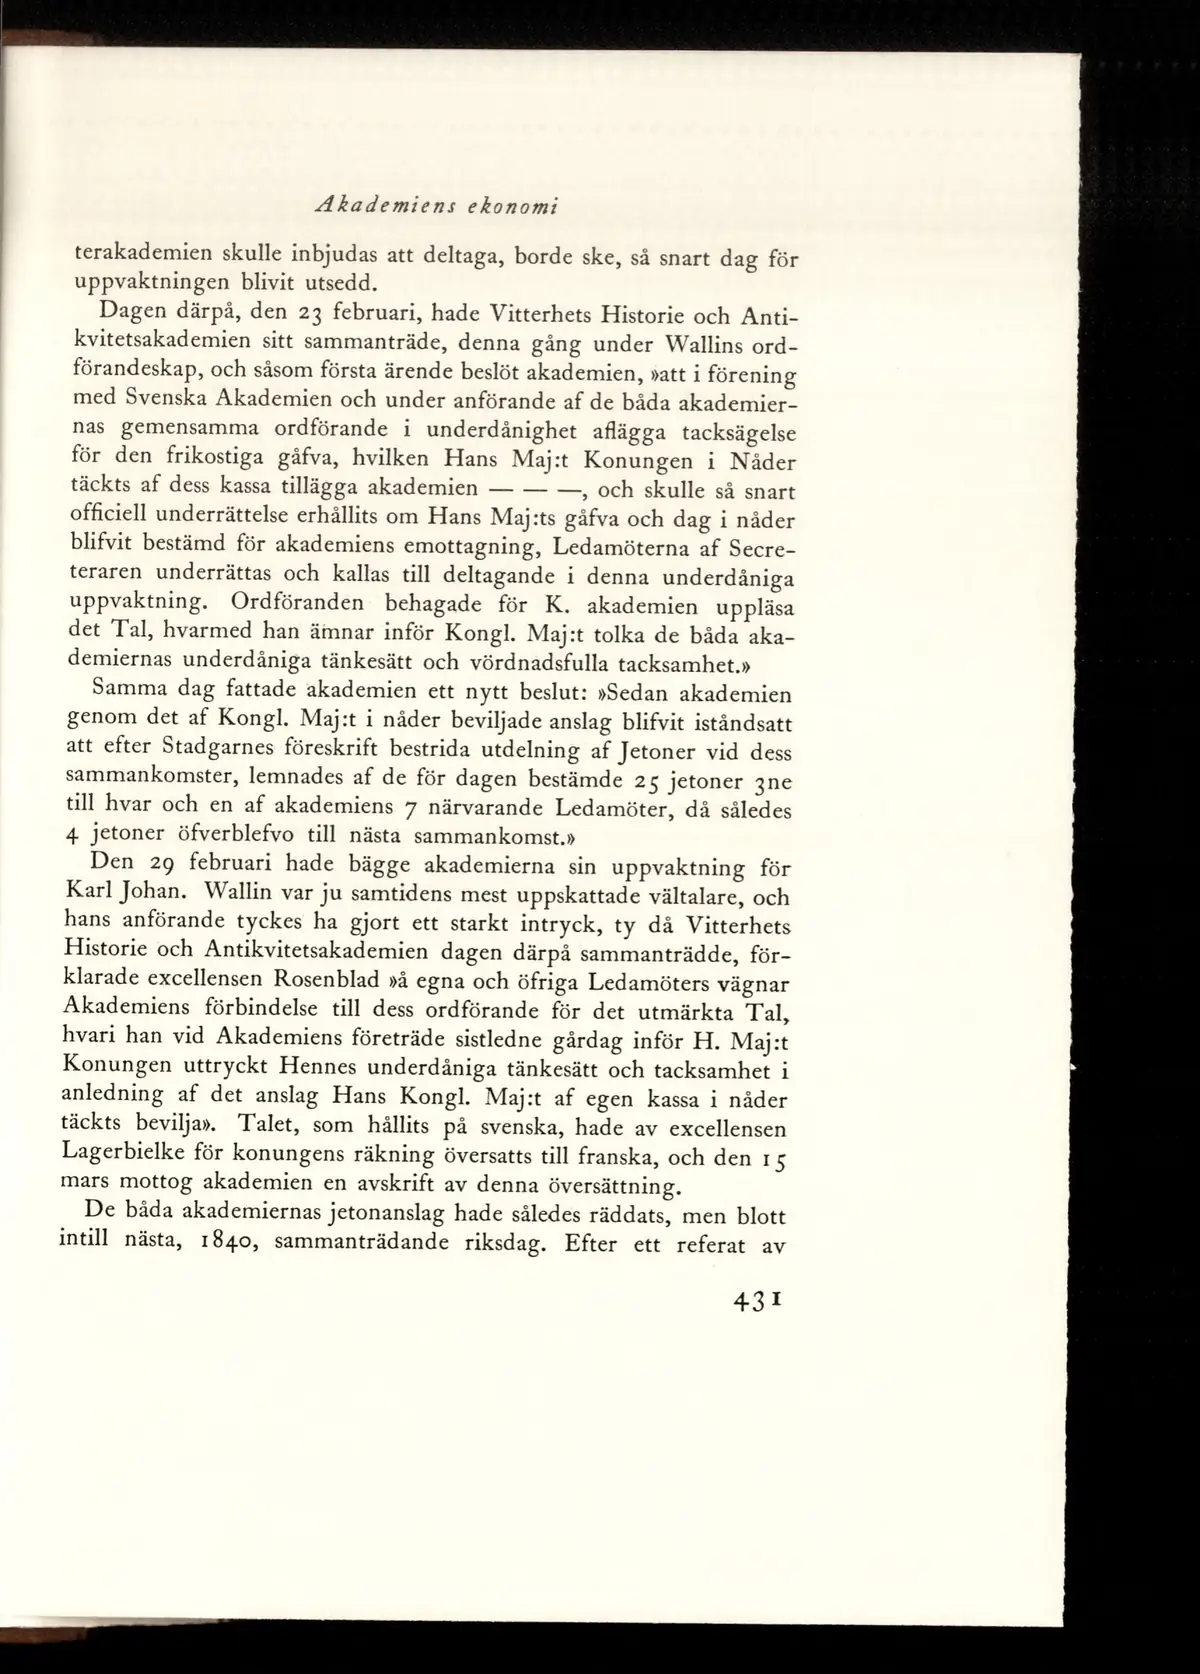 Akademiens ekonomi
terakademien skulle inbjudas att deltaga, borde ske, så snart dag för
uppvaktningen blivit utsedd.
Dagen därpå, den 23 februari, hade Vitterhets Historie och Anti-
kvitetsakademien sitt sammanträde, denna gång under Wallins ord-
förandeskap, och såsom första ärende beslöt akademien, »att i förening
med Svenska Akademien och under anförande af de båda akademier-
nas gemensamma ordförande i underdånighet aflägga tacksägelse
för den frikostiga gåfva, hvilken Hans Maj:t Konungen i Nåder
täckts af dess kassa tillägga akademien — — —, och skulle så snart
officiell underrättelse erhållits om Hans Maj:ts gåfva och dag i nåder
blifvit bestämd för akademiens emottagning, Ledamöterna af Secre-
teraren underrättas och kallas till deltagande i denna underdåniga
uppvaktning. Ordföranden behagade för K. akademien uppläsa
det Tal, hvarmed han ämnar inför Kongl. Maj:t tolka de båda aka-
demiernas underdåniga tänkesätt och vördnadsfulla tacksamhet.»
Samma dag fattade akademien ett nytt beslut: »Sedan akademien
genom det af Kongl. Maj:t i nåder beviljade anslag blifvit iståndsatt
att efter Stadgarnes föreskrift bestrida utdelning af Jetoner vid dess
sammankomster, lemnades af de för dagen bestämde 25 jetoner 3ne
till hvar och en af akademiens 7 närvarande Ledamöter, då således
4 jetoner öfverblefvo till nästa sammankomst.»
Den 29 februari hade bägge akademierna sin uppvaktning för
Karl Johan. Wallin var ju samtidens mest uppskattade vältalare, och
hans anförande tyckes ha gjort ett starkt intryck, ty då Vitterhets
Historie och Antikvitetsakademien dagen därpå sammanträdde, för-
klarade excellensen Rosenblad »å egna och öfriga Ledamöters vägnar
Akademiens förbindelse till dess ordförande för det utmärkta Tal,
hvari han vid Akademiens företräde sistledne gårdag inför H. Maj:t
Konungen uttryckt Hennes underdåniga tänkesätt och tacksamhet i
anledning af det anslag Hans Kongl. Maj:t af egen kassa i nåder
täckts bevilja». Talet, som hållits på svenska, hade av excellensen
Lagerbielke för konungens räkning översatts till franska, och den 15
mars mottog akademien en avskrift av denna översättning.
De båda akademiernas jetonanslag hade således räddats, men blott
intill nästa, 1840, sammanträdande riksdag. Efter ett referat av
431